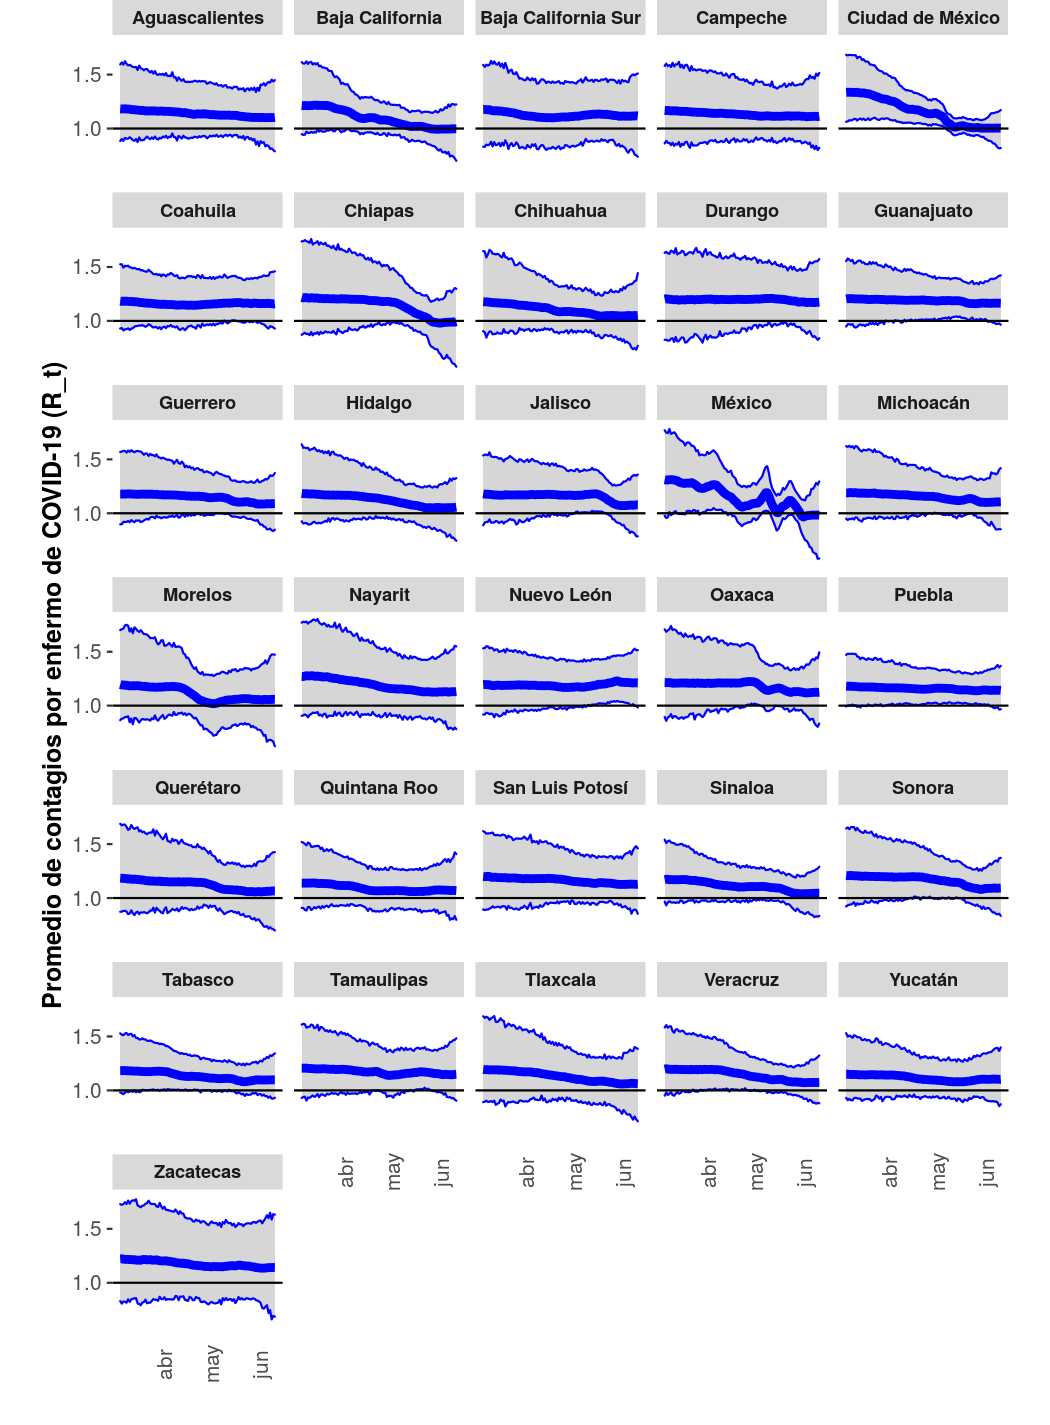 Aguascalientes
Baja California
Baja California Sur
Campeche
Ciudad de México
1.5
1.0
Coahuila
Chiapas
Chihuahua
Durango
Guanajuato
1.5
1.0
Guerrero
Hidalgo
Jalisco
México
Michoacán
1.5
1.0
Promedio de contagios por enfermo de COVID-19 (R_t)
Morelos
Nayarit
Nuevo León
Oaxaca
Puebla
1.5
1.0
Querétaro
Quintana Roo
San Luis Potosí
Sinaloa
Sonora
1.5
1.0
Tabasco
Tamaulipas
Tlaxcala
Veracruz
Yucatán
1.5
1.0
abr
may
jun
abr
may
jun
abr
may
jun
abr
may
jun
Zacatecas
1.5
1.0
abr
may
jun